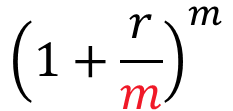 (1 + r/m)^m